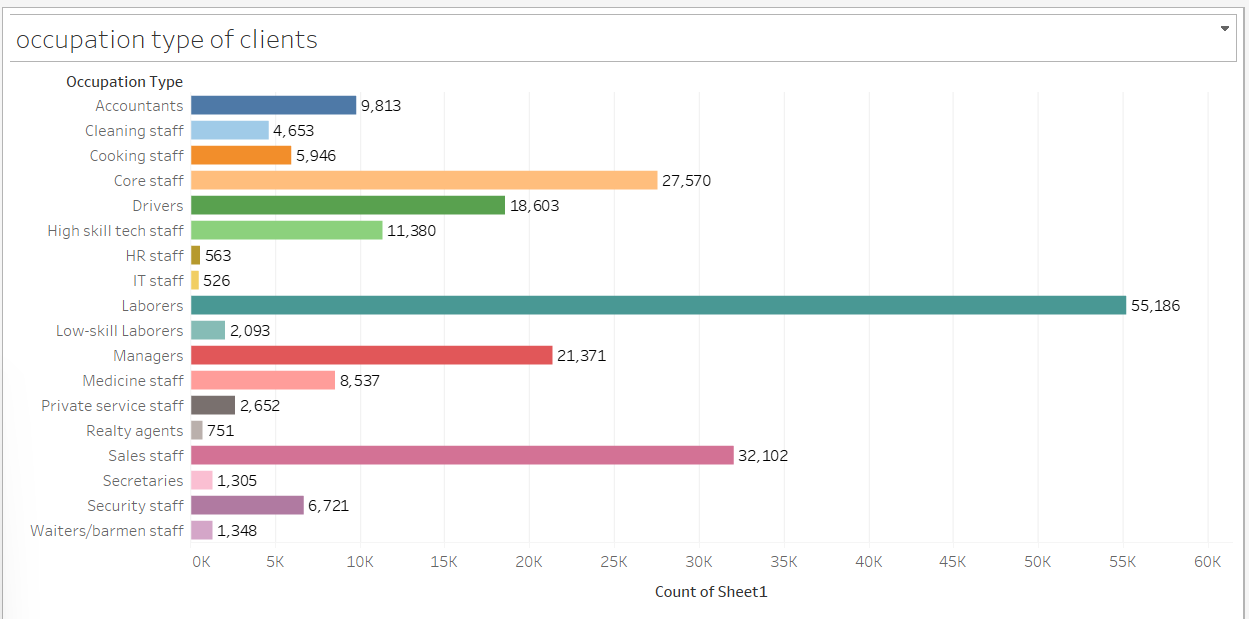 occupation type of clients
Occupation Type
Accountants 9,813
Cleaning staff 4,653
Cooking staff 5,946
Core staff 27,570
Drivers 18,603
High skill tech staff 11,380
HR staff 563
IT staff 526
Laborers 55,186
Low-skill Laborers 2,093
Managers 21,371
Medicine staff 8,537
Private service staff 2,652
Realty agents 751
Sales staff 32,102
Secretaries 1,305
Security staff 6,721
Waiters/barmen staff 1,348
0K 5K 10K 15K 20K 25K 30K 35K 40K 45K 50K 55K 60K
Count of Sheet1